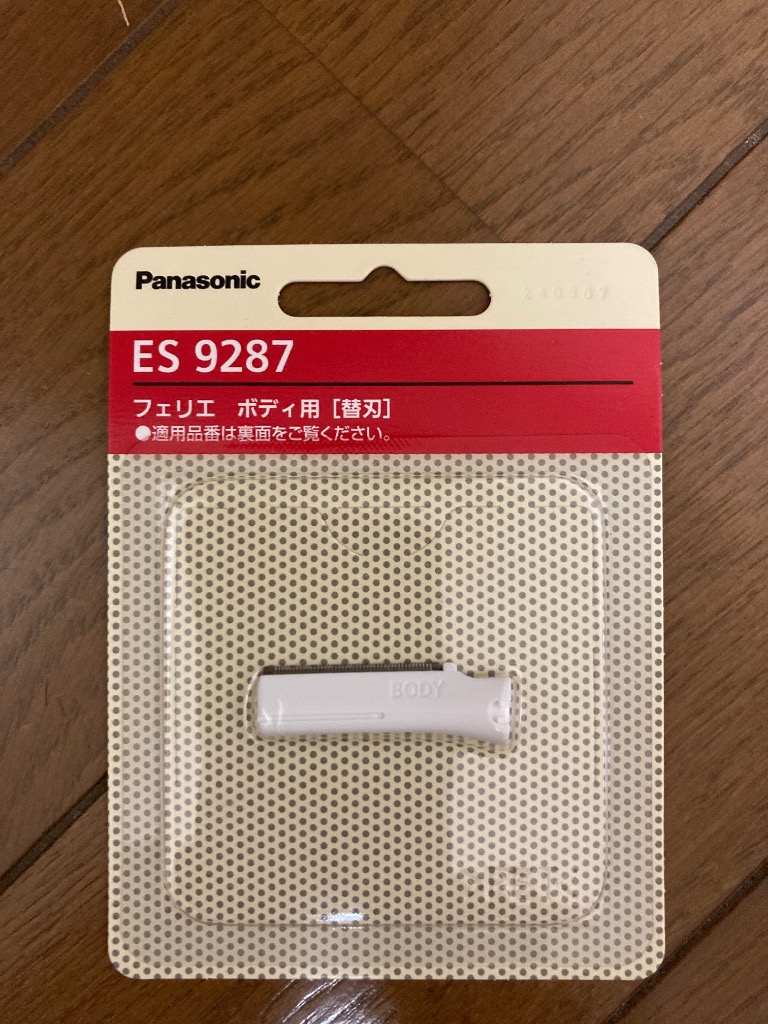 Panasonic
ES 9287
フェリエ ボディ用［替刃］
●適用品番は裏面をご覧ください。
BODY